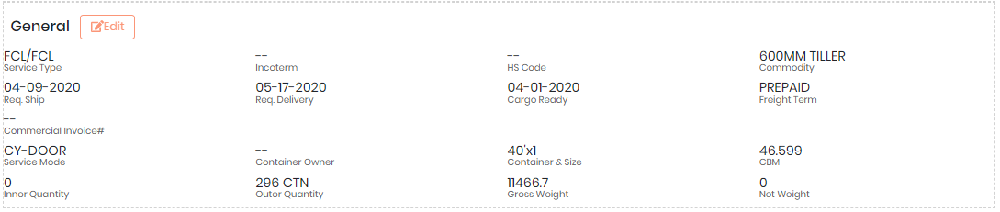 General Edit
FCL/FCL -- -- 600MM TILLER
Service Type Incoterm HS Code Commodity
04-09-2020 05-17-2020 04-01-2020 PREPAID
Req. Ship Req. Delivery Cargo Ready Freight Term
--
Commercial Invoice#
CY-DOOR -- 40'x1 46.599
Service Mode Container Owner Container & Size CBM
0 296 CTN 11466.7 0
Inner Quantity Outer Quantity Gross Weight Net Weight